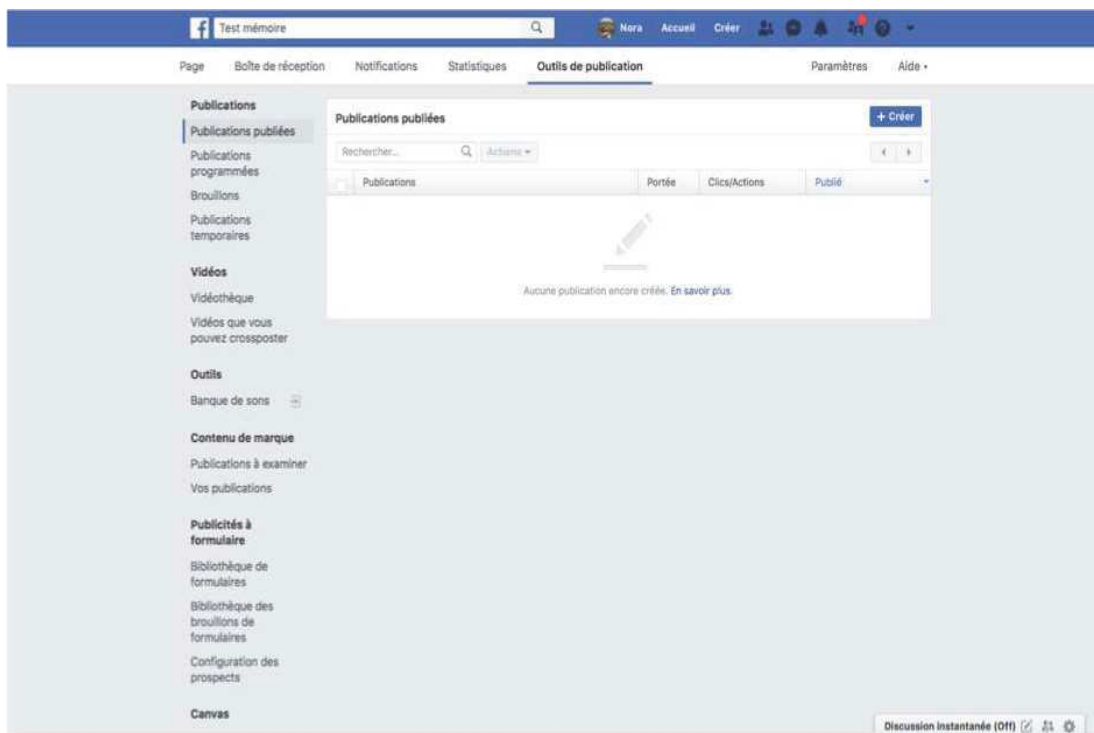 f Test mémoire Nora Accueil Créer
Page Boîte de réception Notifications Statistiques Outils de publication Paramètres Aide
Publications
Publications publiées
Publications
programmées
Brouillons
Publications
temporaires
Vidéos
Vidéothèque
Vidéos que vous
pouvez crossposter
Outils
Banque de sons
Contenu de marque
Publications à examiner
Vos publications
Publicités à
formulaire
Bibliothèque de
formulaires
Bibliothèque des
brouillons de
formulaires
Configuration des
prospects
Canvas
Publications publiées + Créer
Rechercher... Actions
Publications Portée Clics/Actions Publié
Aucune publication encore créée. En savoir plus.
Discussion instantanée (Off)